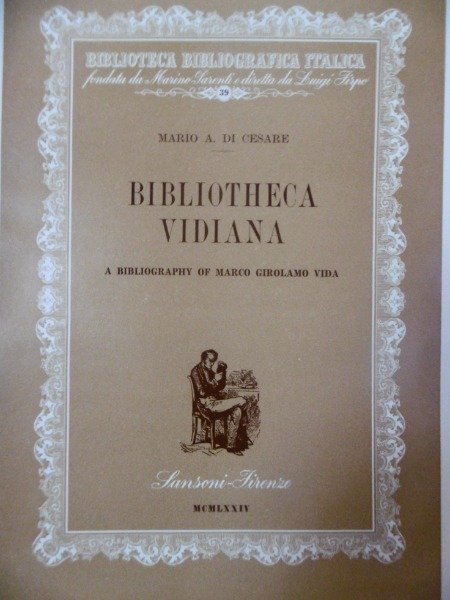 BIBLIOTECA BIBLIOGRAFICA ITALICA
fondata da Marino Parenti e diretta da Luigi Firpo
39
MARIO A. DI CESARE
BIBLIOTHECA
VIDIANA
A BIBLIOGRAPHY OF MARCO GIROLAMO VIDA
Sansoni-Firenze
MCMLXXIV